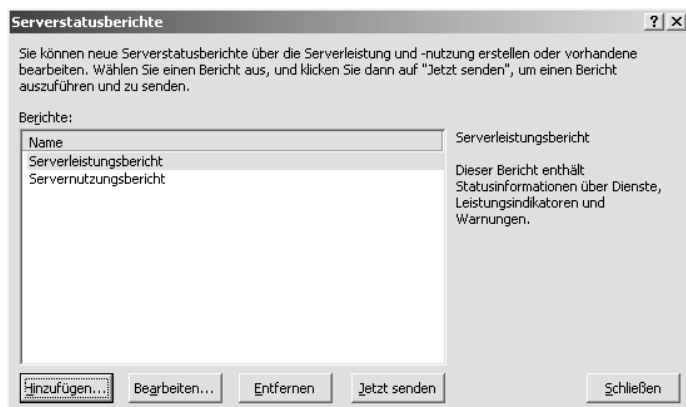 Serverstatusberichte
Sie können neue Serverstatusberichte über die Serverleistung und -nutzung erstellen oder vorhandene
bearbeiten. Wählen Sie einen Bericht aus, und klicken Sie dann auf "Jetzt senden", um einen Bericht
auszuführen und zu senden.
Berichte:
Name
Serverleistungsbericht
Servernutzungsbericht
Serverleistungsbericht
Dieser Bericht enthält
Statusinformationen über Dienste,
Leistungsindikatoren und
Warnungen.
Hinzufügen... Bearbeiten... Entfernen Jetzt senden Schließen